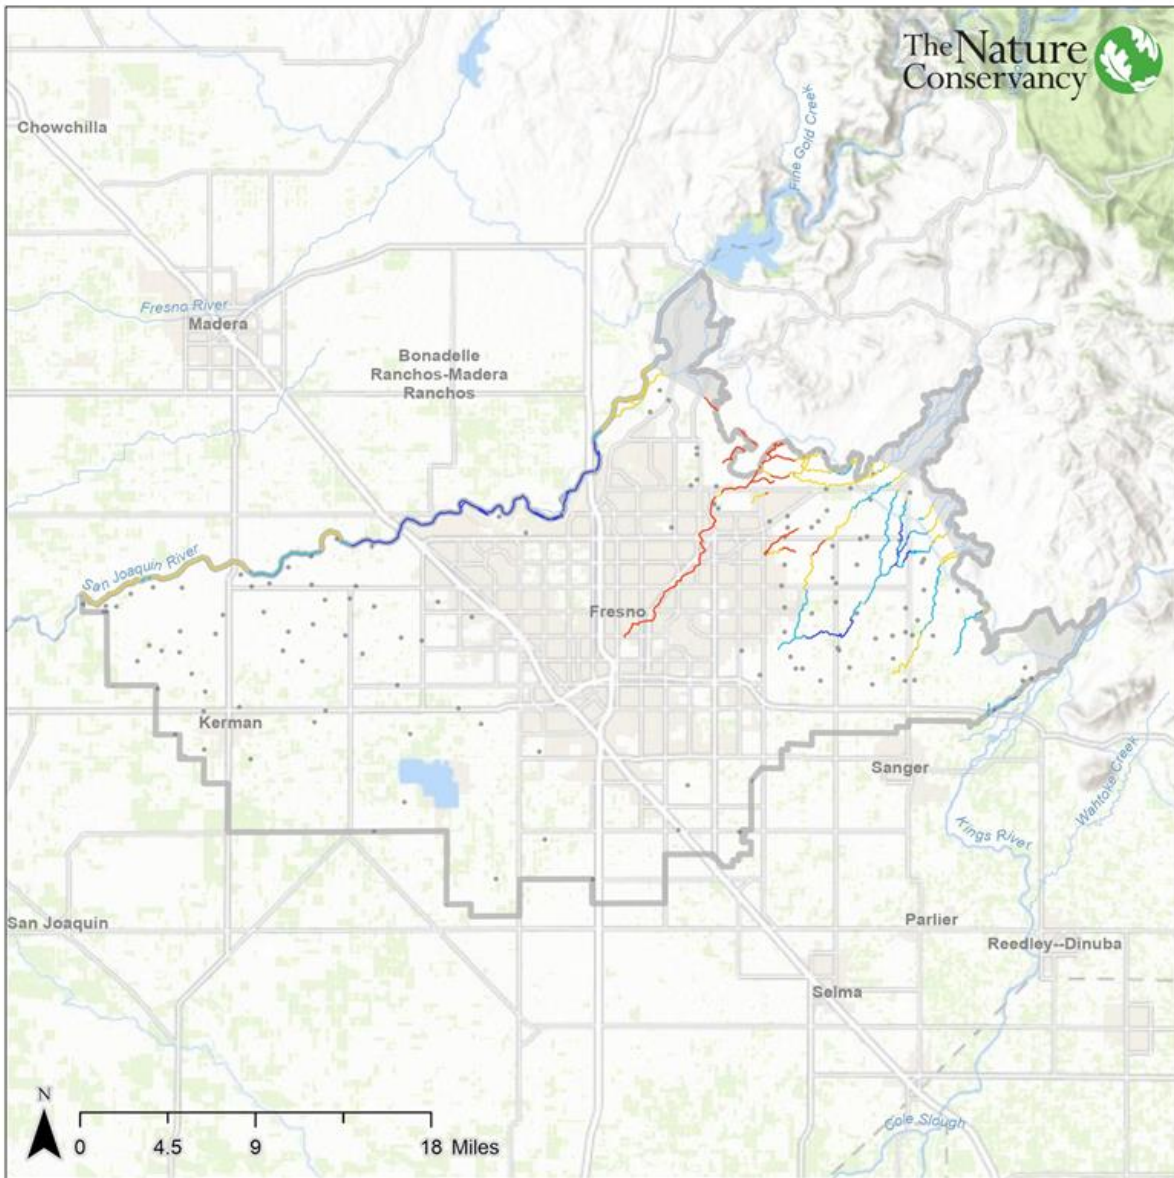 The Nature
Conservancy
Chowchilla
Fine Gold Creek
Fresno River
Madera
Bonadelle
Ranchos-Madera
Ranchos
San Joaquin River
Fresno
Kerman
Sanger
Wahtoke Creek
Kings River
San Joaquin
Parlier
Reedley--Dinuba
Selma
Cole Slough
N
0 4.5 9 18 Miles